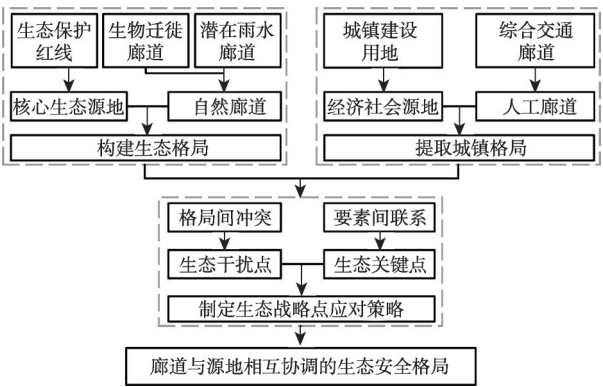 生态保护
红线
生物迁徙
廊道
潜在雨水
廊道
城镇建设
用地
综合交通
廊道
核心生态源地
自然廊道
经济社会源地
人工廊道
构建生态格局
提取城镇格局
格局间冲突
要素间联系
生态干扰点
生态关键点
制定生态战略点应对策略
廊道与源地相互协调的生态安全格局